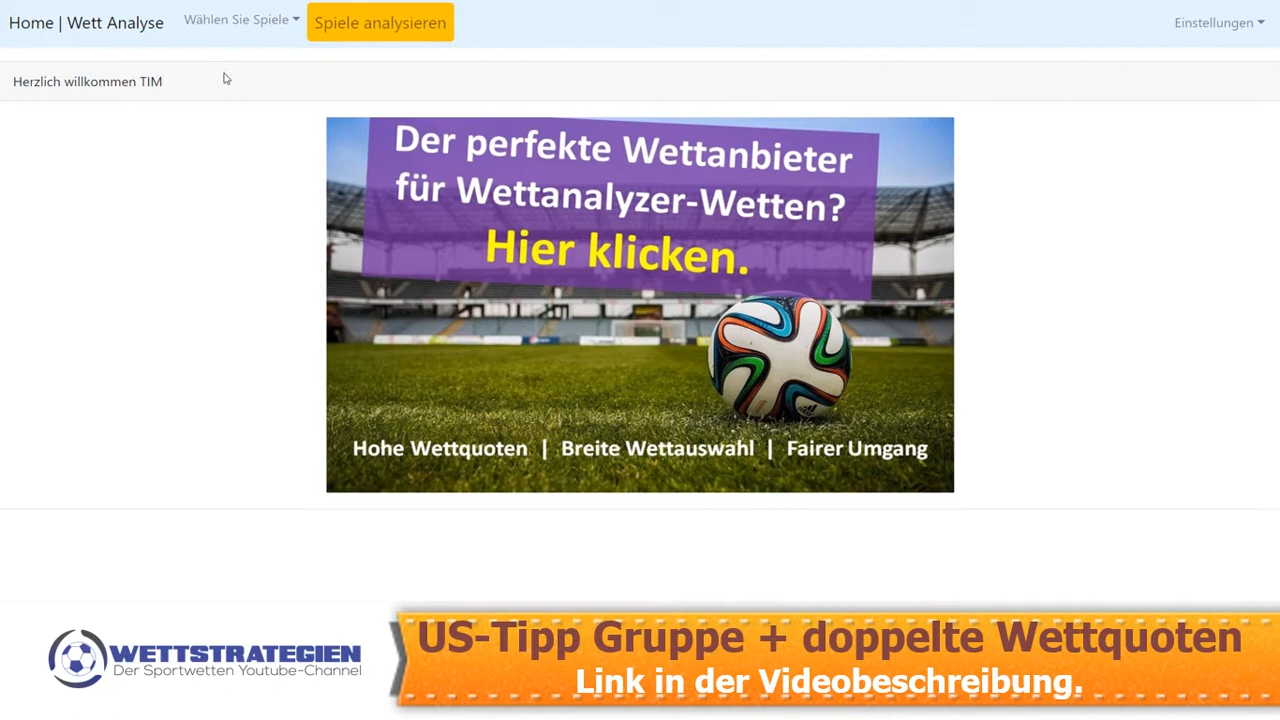 Home | Wett Analyse
Wählen Sie Spiele
Spiele analysieren
Einstellungen
Herzlich willkommen TIM
Der perfekte Wettanbieter
für Wettanalyzer-Wetten?
Hier klicken.
Hohe Wettquoten | Breite Wettauswahl | Fairer Umgang
WETTSTRATEGIEN
Der Sportwetten Youtube-Channel
US-Tipp Gruppe + doppelte Wettquoten
Link in der Videobeschreibung.